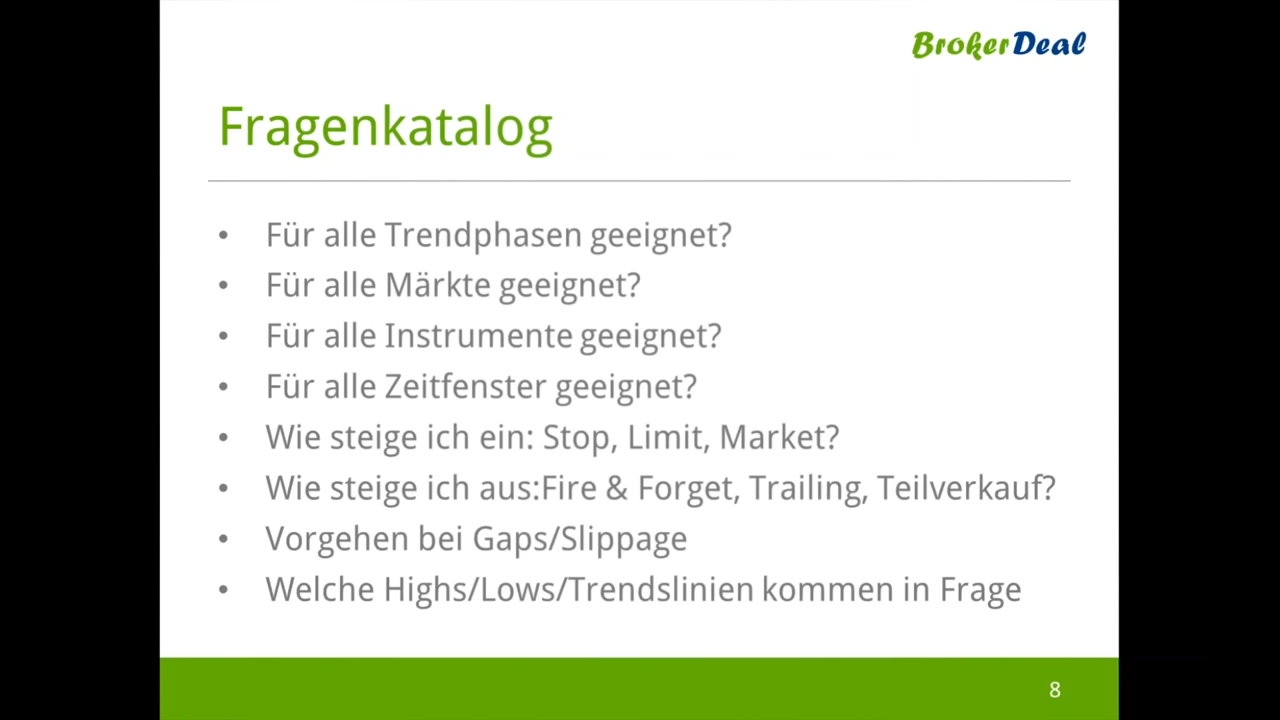 BrokerDeal
Fragenkatalog
• Für alle Trendphasen geeignet?
• Für alle Märkte geeignet?
• Für alle Instrumente geeignet?
• Für alle Zeitfenster geeignet?
• Wie steige ich ein: Stop, Limit, Market?
• Wie steige ich aus:Fire & Forget, Trailing, Teilverkauf?
• Vorgehen bei Gaps/Slippage
• Welche Highs/Lows/Trendslinien kommen in Frage
8